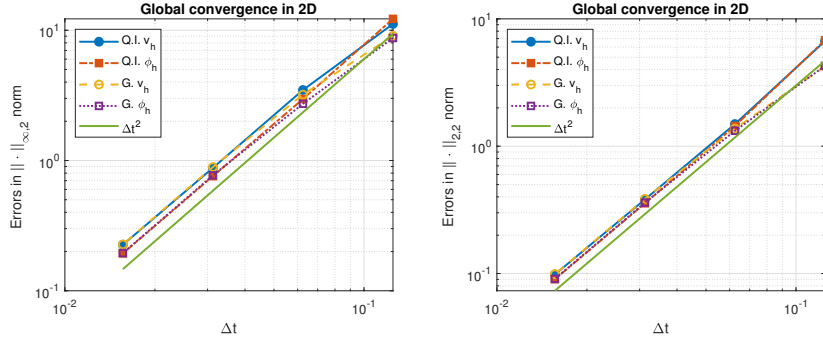 Global convergence in 2D
Errors in || · ||∞,2 norm
10^1
10^0
10^-1
Q.I. v_h
Q.I. ϕ_h
G. v_h
G. ϕ_h
Δt^2
10^-2
10^-1
Δt
Global convergence in 2D
Errors in || · ||2,2 norm
10^1
10^0
10^-1
Q.I. v_h
Q.I. ϕ_h
G. v_h
G. ϕ_h
Δt^2
10^-2
10^-1
Δt